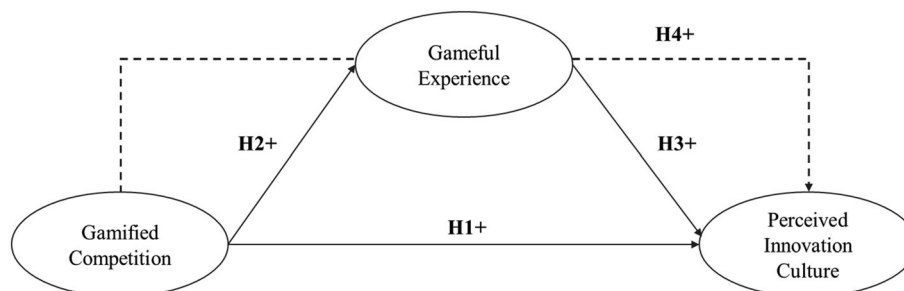 Gameful
Experience
H4+
H2+
H3+
Gamified
Competition
H1+
Perceived
Innovation
Culture